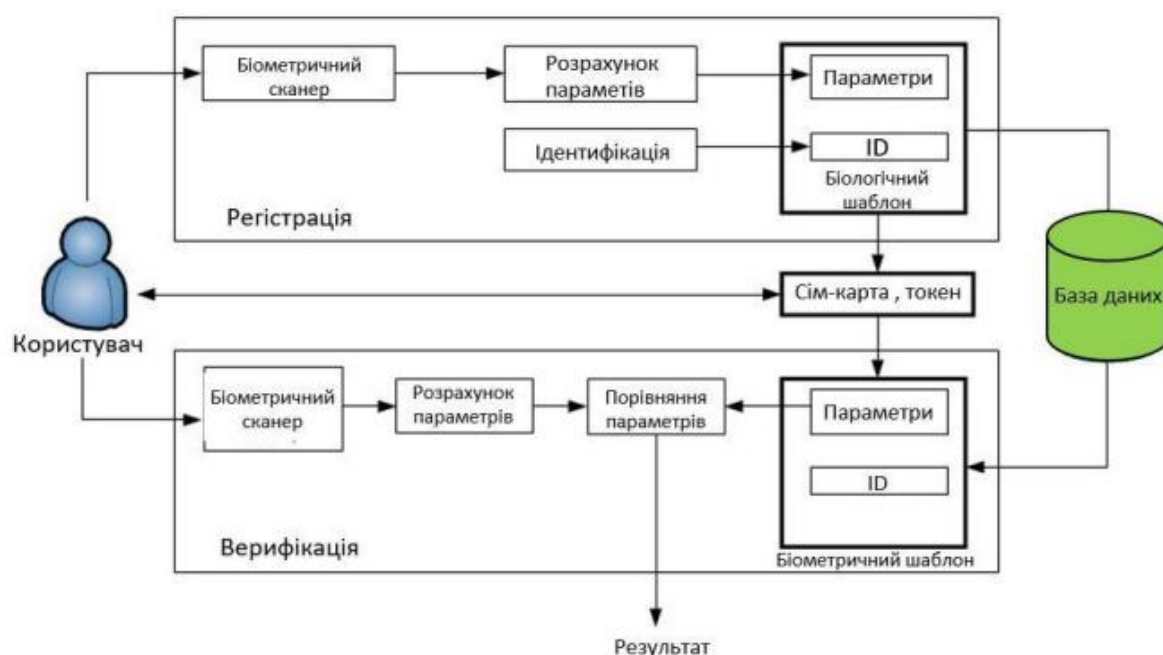 Біометричний
сканер
Розрахунок
параметів
Параметри
Ідентифікація
ID
Біологічний
шаблон
Регістрація
Сім-карта , токен
База даних
Користувач
Біометричний
сканер
Розрахунок
параметрів
Порівняння
параметрів
Параметри
ID
Верифікація
Біометричний шаблон
Результат